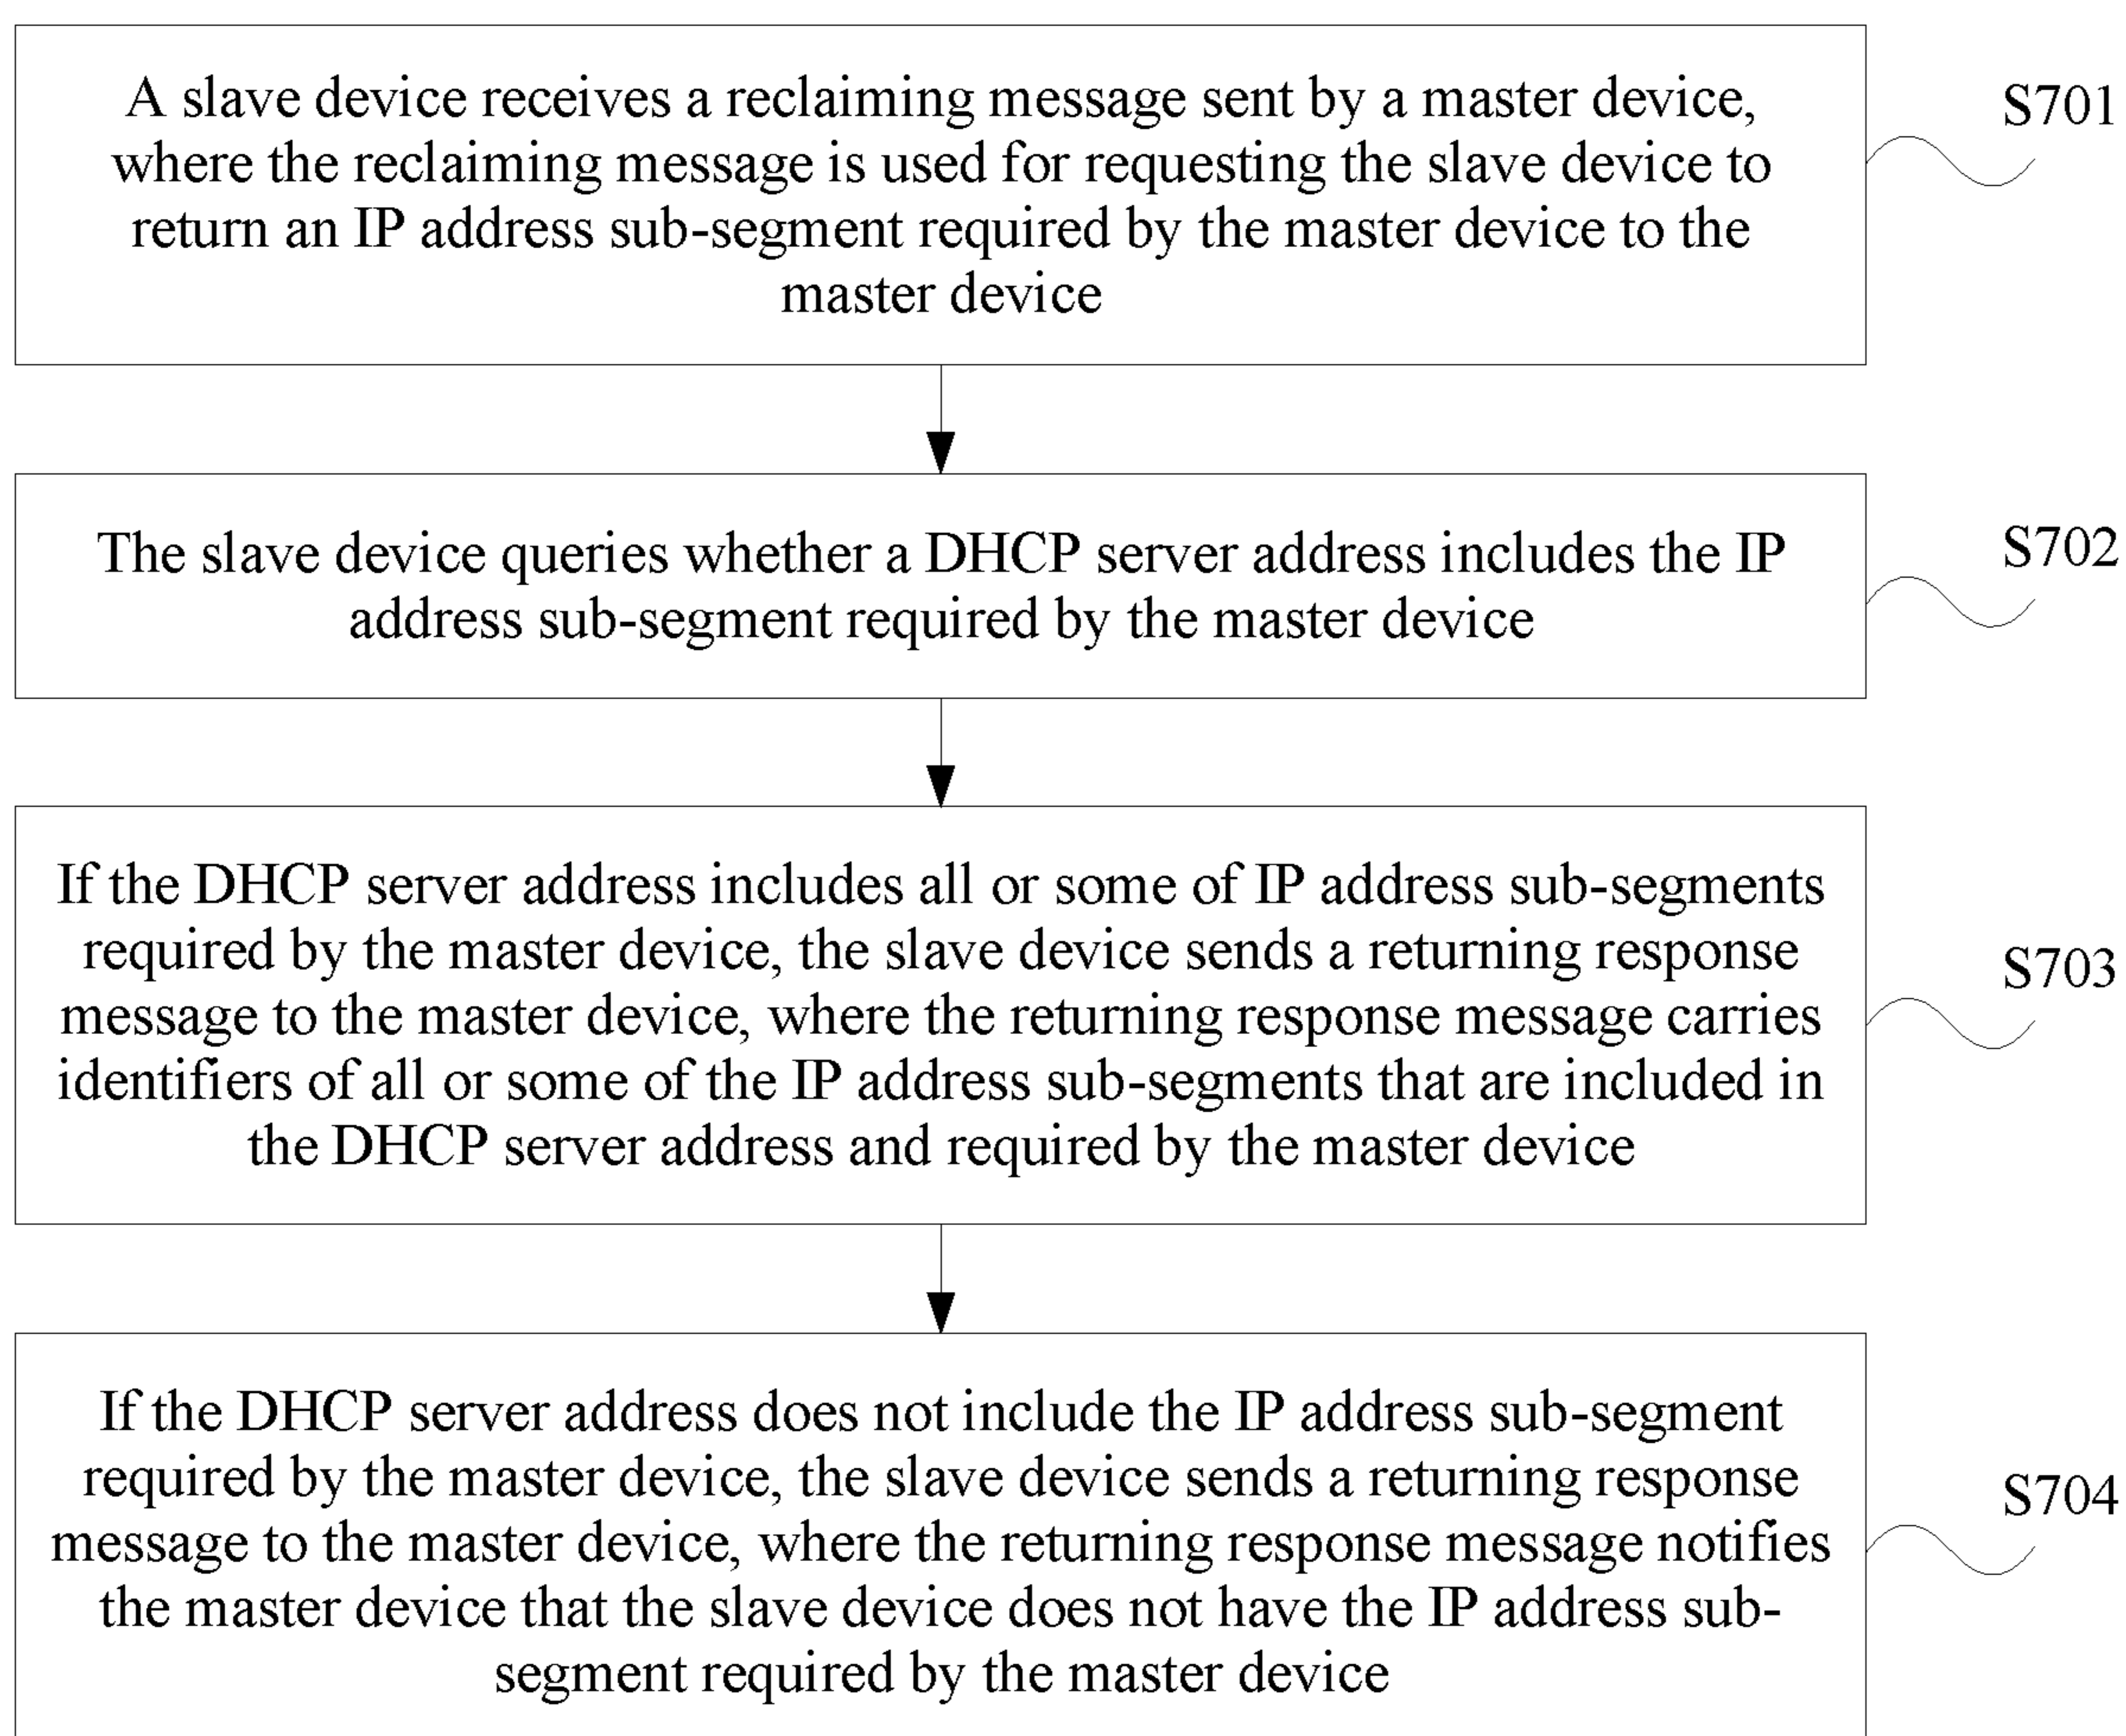 A slave device receives a reclaiming message sent by a master device,
where the reclaiming message is used for requesting the slave device to
return an IP address sub-segment required by the master device to the
master device
S701
The slave device queries whether a DHCP server address includes the IP
address sub-segment required by the master device
S702
If the DHCP server address includes all or some of IP address sub-segments
required by the master device, the slave device sends a returning response
message to the master device, where the returning response message carries
identifiers of all or some of the IP address sub-segments that are included in
the DHCP server address and required by the master device
S703
If the DHCP server address does not include the IP address sub-segment
required by the master device, the slave device sends a returning response
message to the master device, where the returning response message notifies
the master device that the slave device does not have the IP address sub-
segment required by the master device
S704